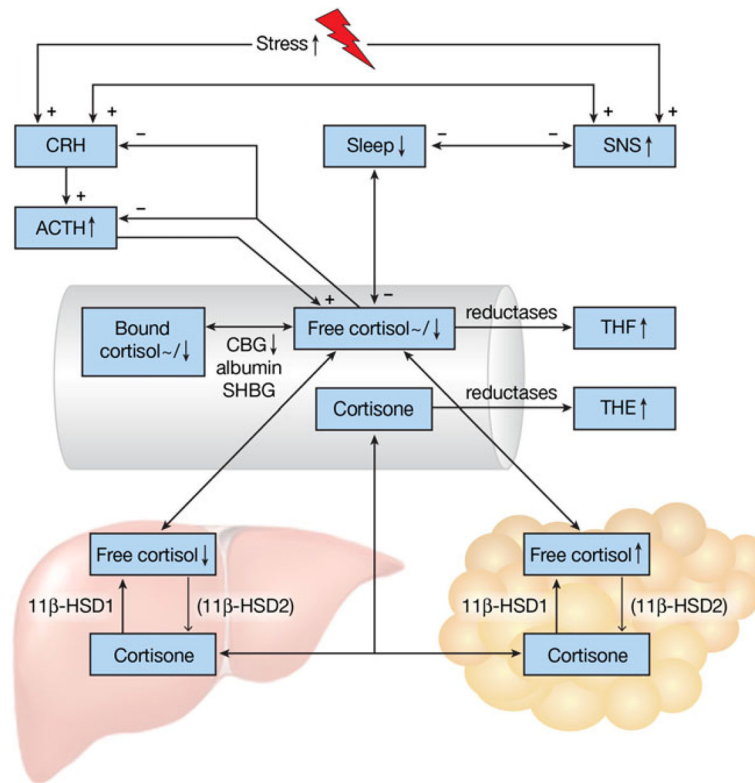 Stress↑
+
+
+
+
CRH
–
Sleep↓
–
–
SNS↑
+
ACTH↑
–
+
–
Bound
cortisol~/↓
CBG↓
albumin
SHBG
Free cortisol~/↓
reductases
THF↑
Cortisone
reductases
THE↑
Free cortisol↓
11β-HSD1
(11β-HSD2)
Cortisone
Free cortisol↑
11β-HSD1
(11β-HSD2)
Cortisone